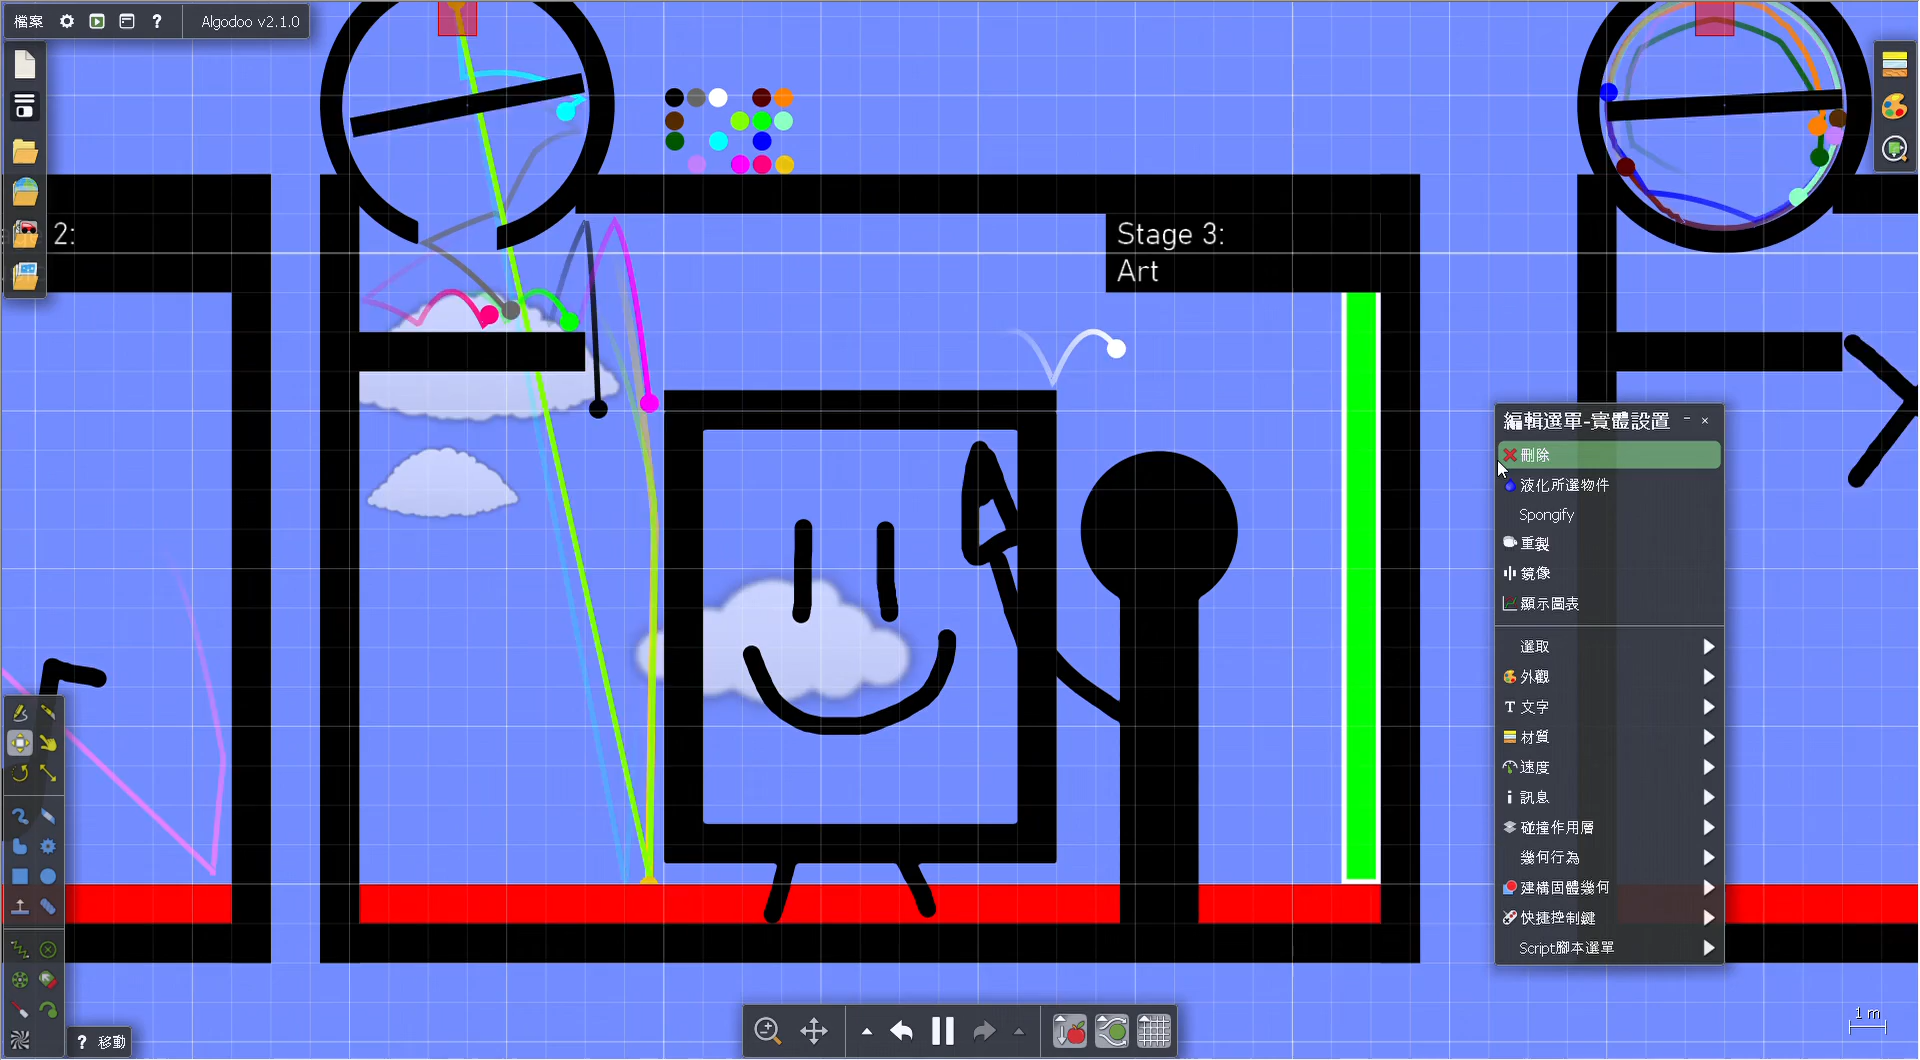 檔案
?
Algodoo v2.1.0
2:
Stage 3:
Art
編輯選單-實體設置
刪除
液化所選物件
Spongify
重製
鏡像
顯示圖表
選取
外觀
T 文字
材質
速度
訊息
碰撞作用層
幾何行為
建構固體幾何
快捷控制鍵
Script腳本選單
1 m
? 移動